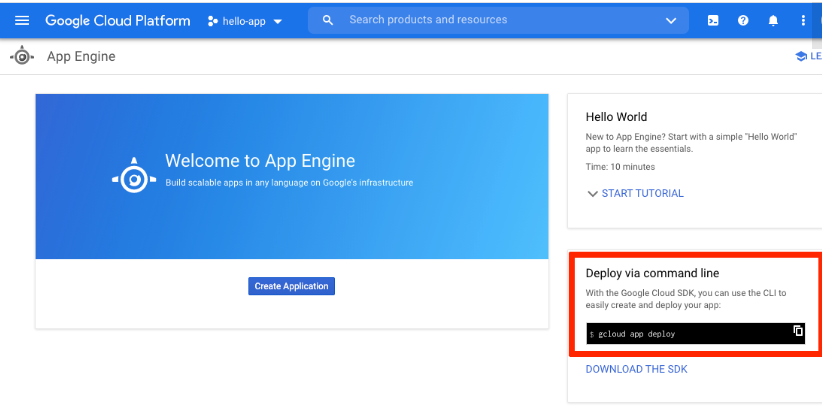 Google Cloud Platform
hello-app
Search products and resources
App Engine
LE
Welcome to App Engine
Build scalable apps in any language on Google's infrastructure
Create Application
Hello World
New to App Engine? Start with a simple "Hello World"
app to learn the essentials.
Time: 10 minutes
START TUTORIAL
Deploy via command line
With the Google Cloud SDK, you can use the CLI to
easily create and deploy your app:
$ gcloud app deploy
DOWNLOAD THE SDK